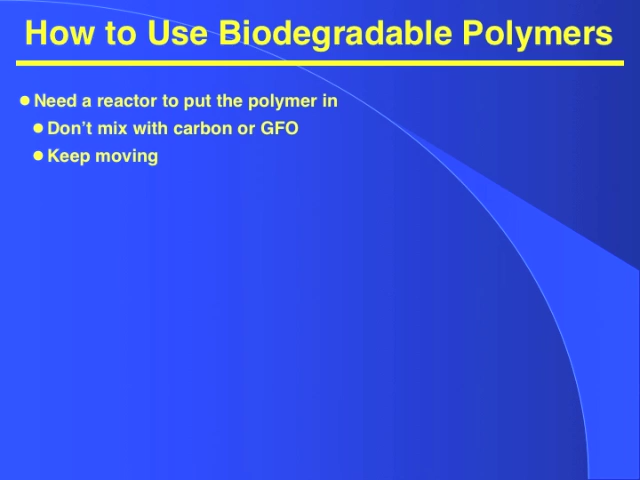 How to Use Biodegradable Polymers
● Need a reactor to put the polymer in
● Don’t mix with carbon or GFO
● Keep moving